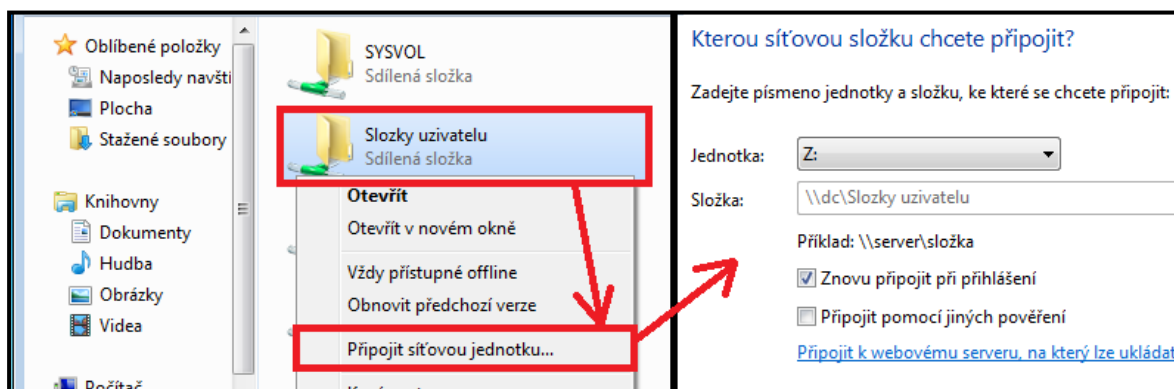 Oblíbené položky
Naposledy navští
Plocha
Stažené soubory
Knihovny
Dokumenty
Hudba
Obrázky
Videa
Počítač
SYSVOL
Sdílená složka
Slozky uzivatelu
Sdílená složka
Otevřít
Otevřít v novém okně
Vždy přístupné offline
Obnovit předchozí verze
Připojit síťovou jednotku...
Kterou síťovou složku chcete připojit?
Zadejte písmeno jednotky a složku, ke které se chcete připojit:
Jednotka: Z:
Složka: \\dc\Slozky uzivatelu
Příklad: \\server\složka
Znovu připojit při přihlášení
Připojit pomocí jiných pověření
Připojit k webovému serveru, na který lze ukládat